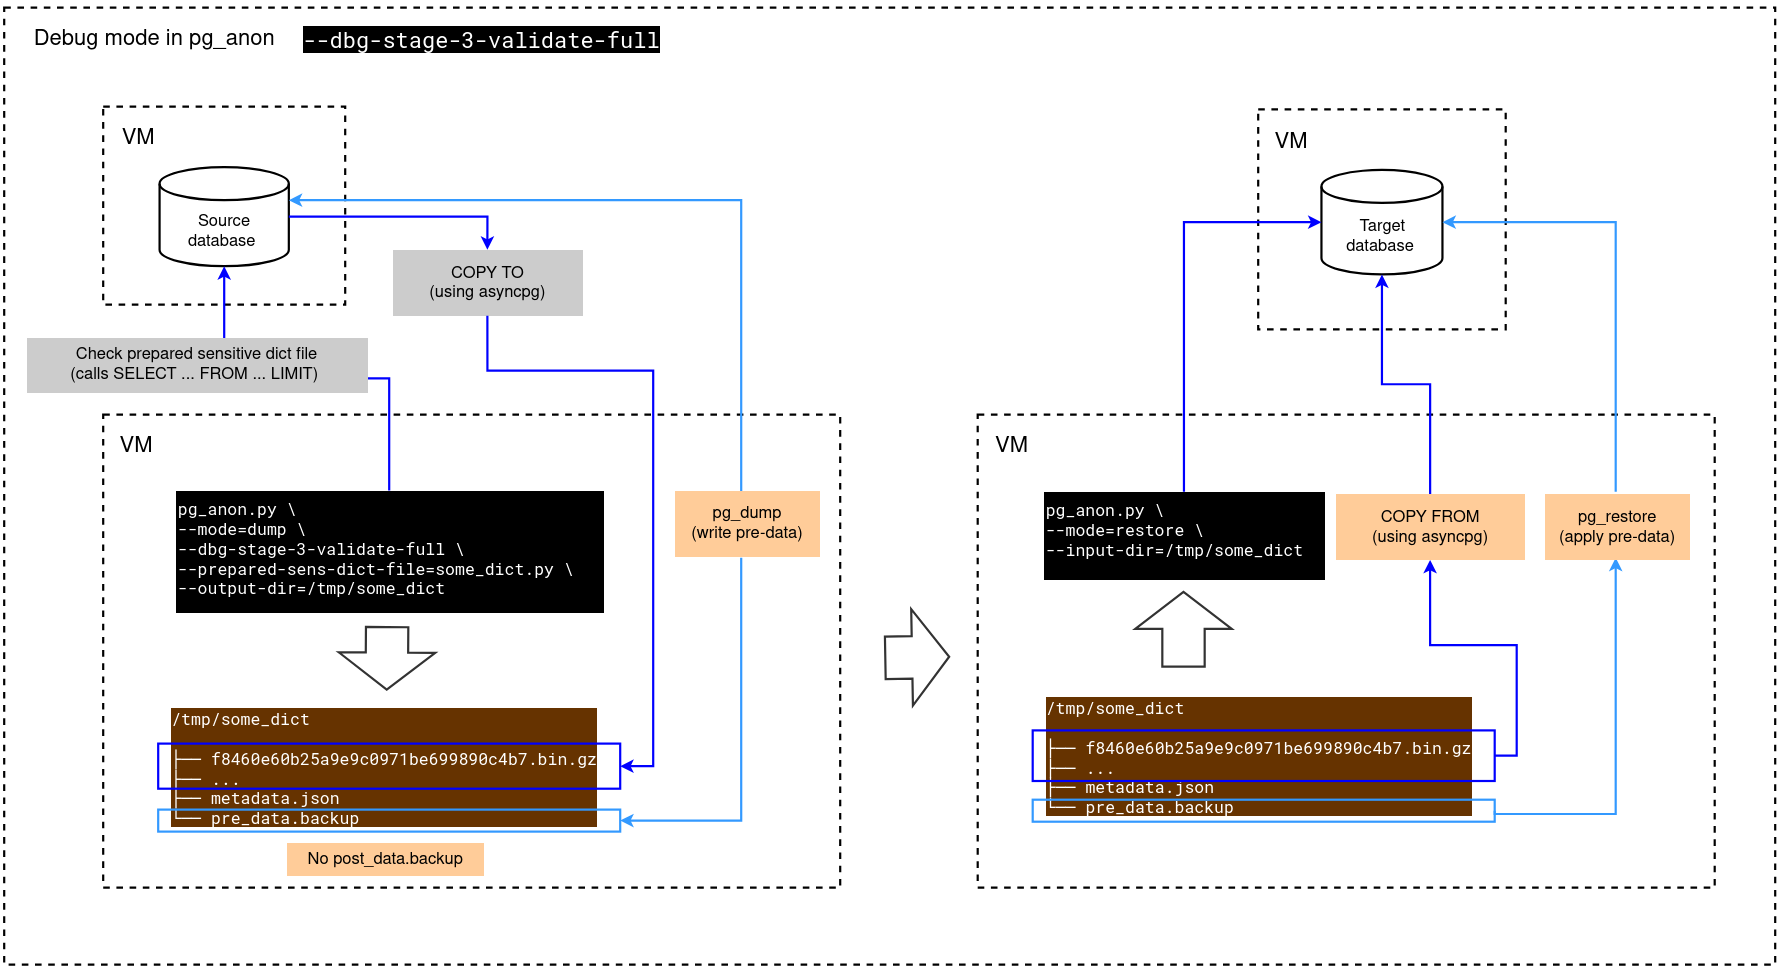 Debug mode in pg_anon --dbg-stage-3-validate-full
VM
Source
database
COPY TO
(using asyncpg)
Check prepared sensitive dict file
(calls SELECT ... FROM ... LIMIT)
VM
pg_anon.py \
--mode=dump \
--dbg-stage-3-validate-full \
--prepared-sens-dict-file=some_dict.py \
--output-dir=/tmp/some_dict
pg_dump
(write pre-data)
/tmp/some_dict
├── f8460e60b25a9e9c0971be699890c4b7.bin.gz
├── ...
├── metadata.json
└── pre_data.backup
No post_data.backup
VM
Target
database
VM
pg_anon.py \
--mode=restore \
--input-dir=/tmp/some_dict
COPY FROM
(using asyncpg)
pg_restore
(apply pre-data)
/tmp/some_dict
├── f8460e60b25a9e9c0971be699890c4b7.bin.gz
├── ...
├── metadata.json
└── pre_data.backup